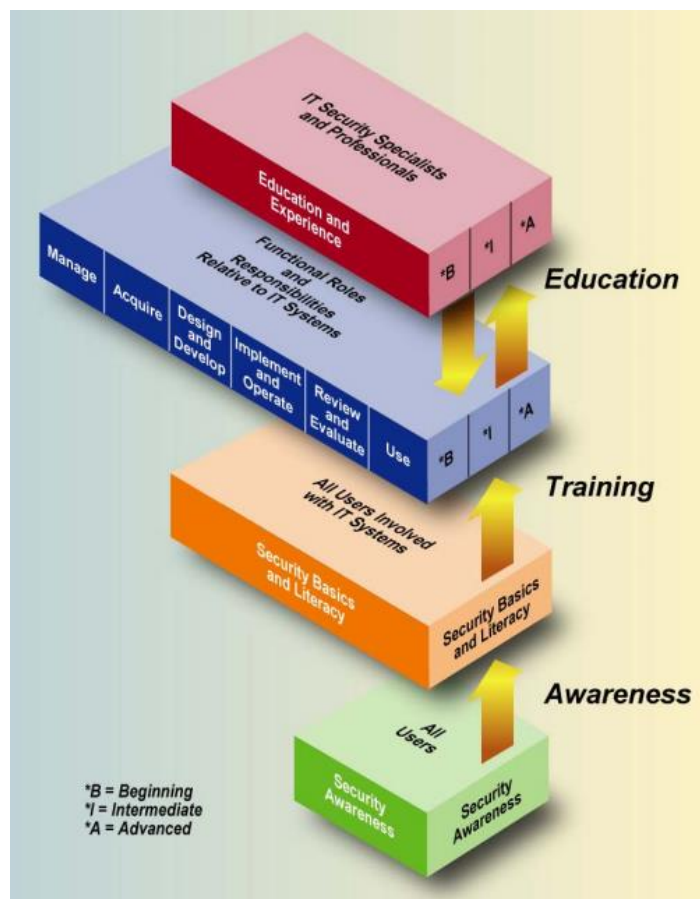 IT Security Specialists
and Professionals
Education and
Experience
*B
*I
*A
Education
Functional Roles
and
Responsibilities
Relative to IT Systems
Manage
Acquire
Design
and
Develop
Implement
and
Operate
Review
and
Evaluate
Use
*B
*I
*A
Training
All Users Involved
with IT Systems
Security Basics
and Literacy
Security Basics
and Literacy
Awareness
All
Users
Security
Awareness
Security
Awareness
*B = Beginning
*I = Intermediate
*A = Advanced